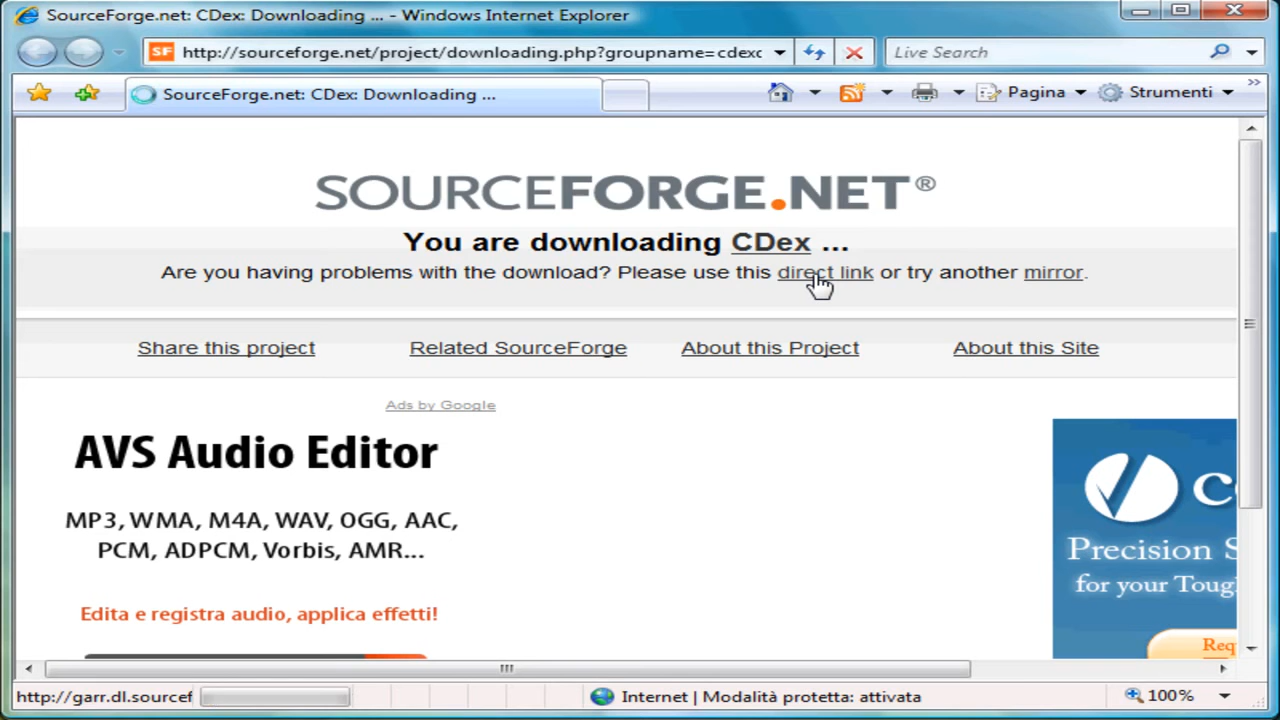 SourceForge.net: CDex: Downloading ... - Windows Internet Explorer
SF http://sourceforge.net/project/downloading.php?groupname=cdexc Live Search
SourceForge.net: CDex: Downloading ... Pagina Strumenti
SOURCEFORGE.NET®
You are downloading CDex ...
Are you having problems with the download? Please use this direct link or try another mirror.
Share this project Related SourceForge About this Project About this Site
Ads by Google
AVS Audio Editor
MP3, WMA, M4A, WAV, OGG, AAC,
PCM, ADPCM, Vorbis, AMR...
Precision S
for your Toug
Edita e registra audio, applica effetti!
Req
http://garr.dl.sourcef Internet | Modalità protetta: attivata 100%